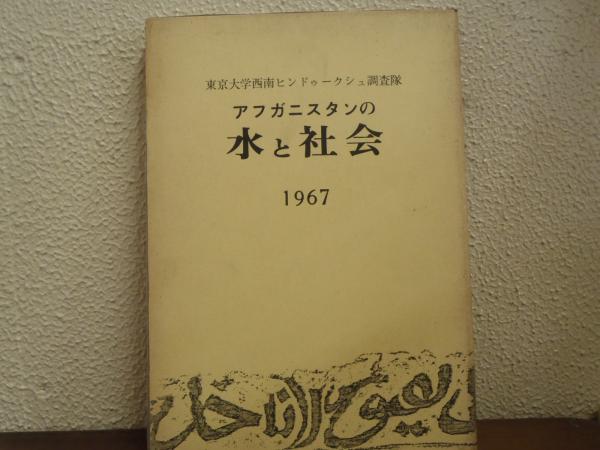 東京大学西南ヒンドゥークシュ調査隊
アフガニスタンの
水と社会
1967